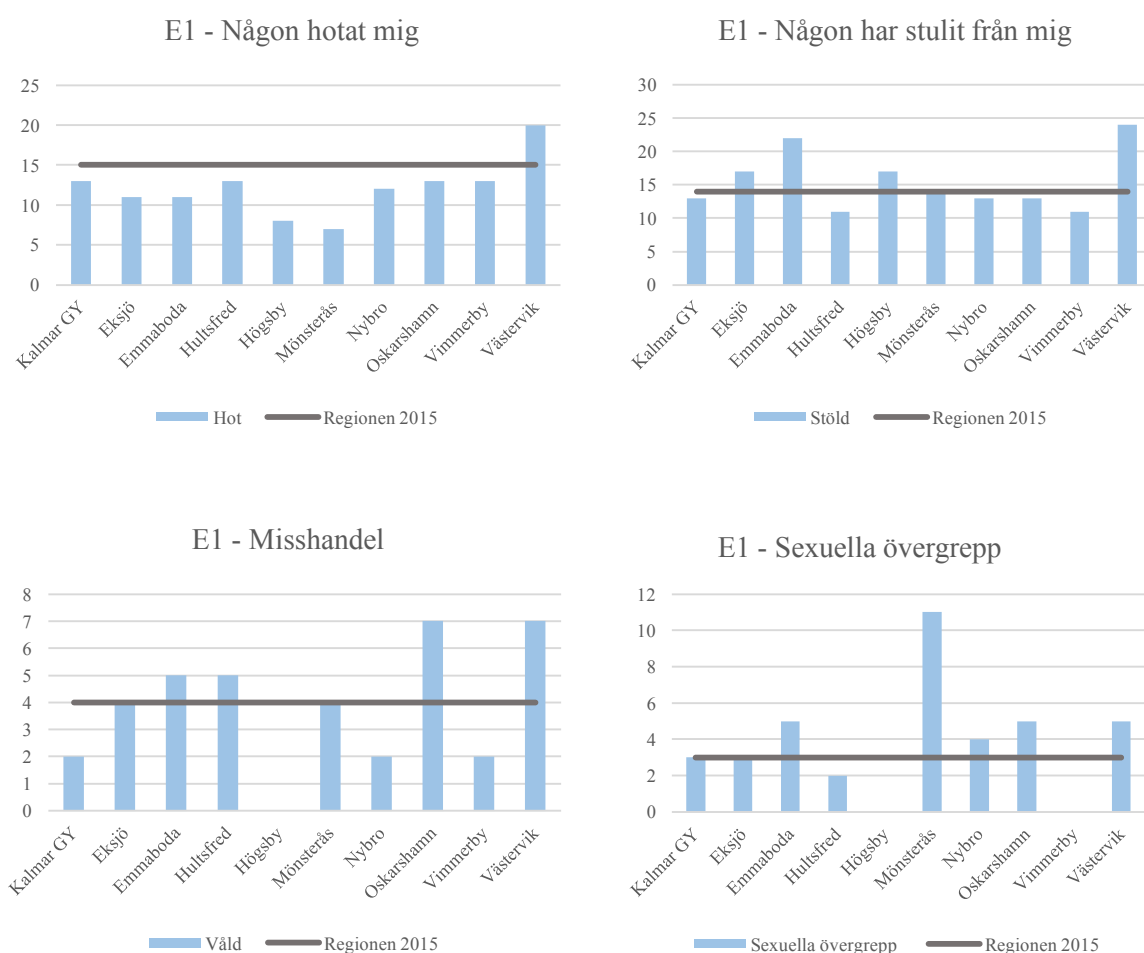 E1 - Någon hotat mig
25
20
15
10
5
0
Kalmar GY
Eksjö
Emmaboda
Hultsfred
Högsby
Mönsterås
Nybro
Oskarshamn
Vimmerby
Västervik
Hot Regionen 2015
E1 - Någon har stulit från mig
30
25
20
15
10
5
0
Kalmar GY
Eksjö
Emmaboda
Hultsfred
Högsby
Mönsterås
Nybro
Oskarshamn
Vimmerby
Västervik
Stöld Regionen 2015
E1 - Misshandel
8
7
6
5
4
3
2
1
0
Kalmar GY
Eksjö
Emmaboda
Hultsfred
Högsby
Mönsterås
Nybro
Oskarshamn
Vimmerby
Västervik
Våld Regionen 2015
E1 - Sexuella övergrepp
12
10
8
6
4
2
0
Kalmar GY
Eksjö
Emmaboda
Hultsfred
Högsby
Mönsterås
Nybro
Oskarshamn
Vimmerby
Västervik
Sexuella övergrepp Regionen 2015